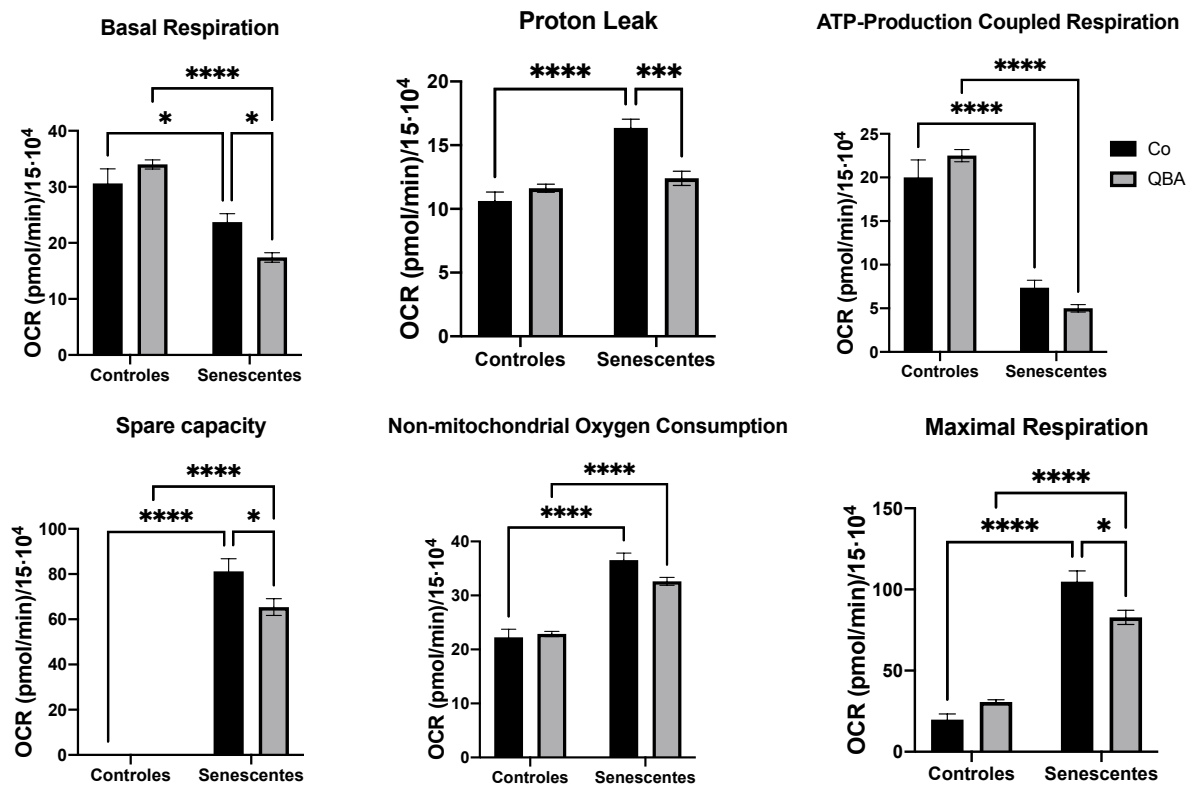 Basal Respiration
****
*
*
OCR (pmol/min)/15·10⁴
40
30
20
10
0
Controles
Senescentes
Proton Leak
****
***
OCR (pmol/min)/15·10⁴
20
15
10
5
0
Controles
Senescentes
ATP-Production Coupled Respiration
****
****
OCR (pmol/min)/15·10⁴
25
20
15
10
5
0
Controles
Senescentes
Co
QBA
Spare capacity
****
****
*
OCR (pmol/min)/15·10⁴
100
80
60
40
20
0
Controles
Senescentes
Non-mitochondrial Oxygen Consumption
****
****
OCR (pmol/min)/15·10⁴
40
30
20
10
0
Controles
Senescentes
Maximal Respiration
****
****
*
OCR (pmol/min)/15·10⁴
150
100
50
0
Controles
Senescentes